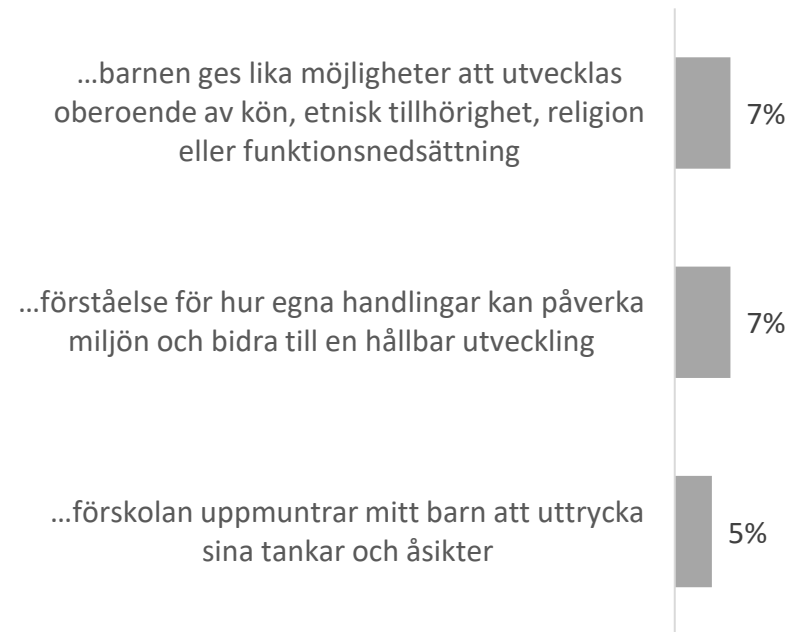 ...barnen ges lika möjligheter att utvecklas
oberoende av kön, etnisk tillhörighet, religion
eller funktionsnedsättning
7%
...förståelse för hur egna handlingar kan påverka
miljön och bidra till en hållbar utveckling
7%
...förskolan uppmuntrar mitt barn att uttrycka
sina tankar och åsikter
5%